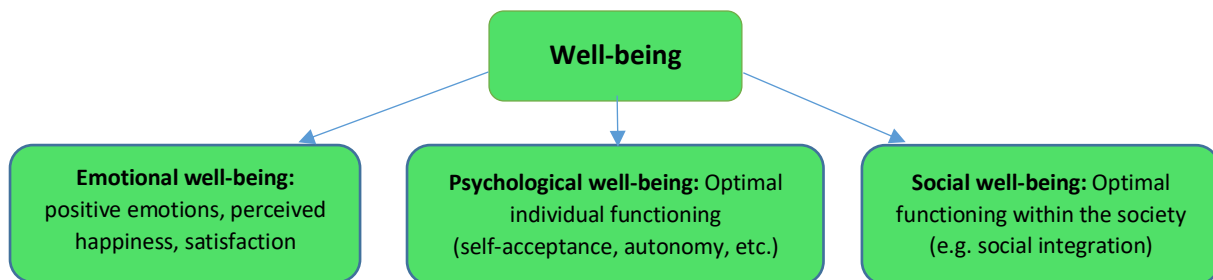 Well-being
Emotional well-being:
positive emotions, perceived
happiness, satisfaction
Psychological well-being: Optimal
individual functioning
(self-acceptance, autonomy, etc.)
Social well-being: Optimal
functioning within the society
(e.g. social integration)